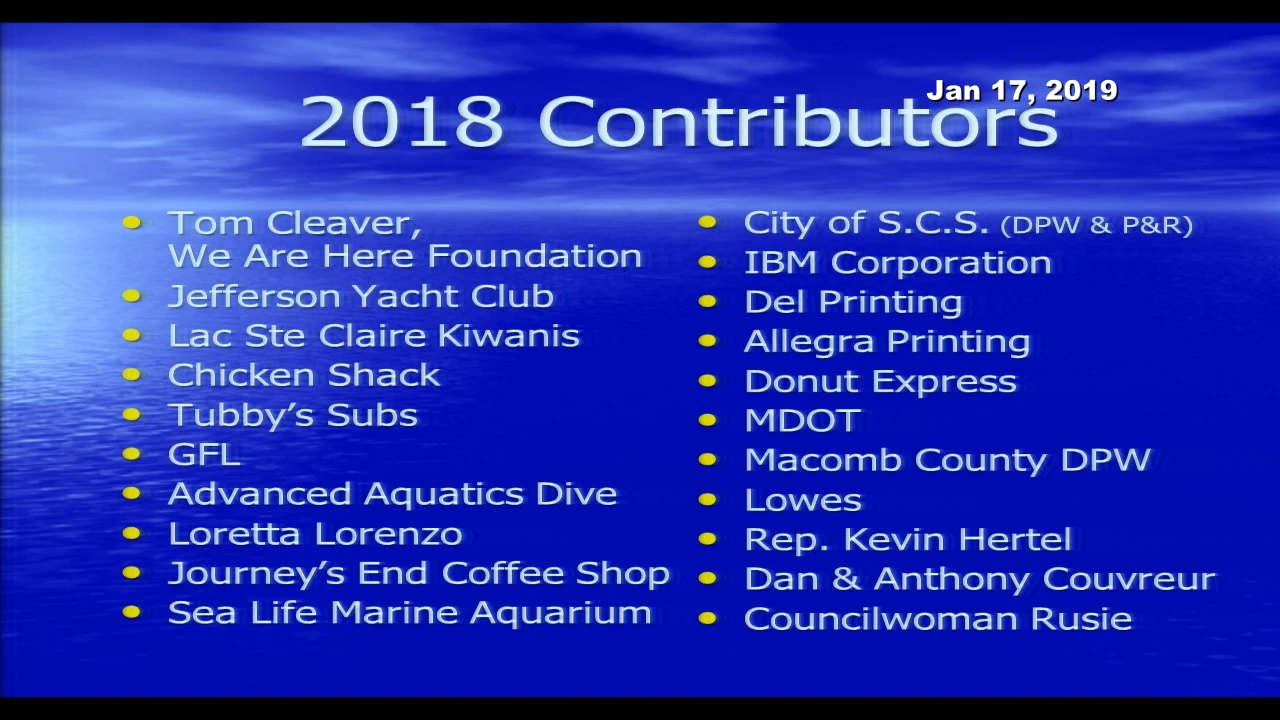 Jan 17, 2019
2018 Contributors
Tom Cleaver,
We Are Here Foundation
Jefferson Yacht Club
Lac Ste Claire Kiwanis
Chicken Shack
Tubby's Subs
GFL
Advanced Aquatics Dive
Loretta Lorenzo
Journey's End Coffee Shop
Sea Life Marine Aquarium
City of S.C.S. (DPW & P&R)
IBM Corporation
Del Printing
Allegra Printing
Donut Express
MDOT
Macomb County DPW
Lowes
Rep. Kevin Hertel
Dan & Anthony Couvreur
Councilwoman Rusie